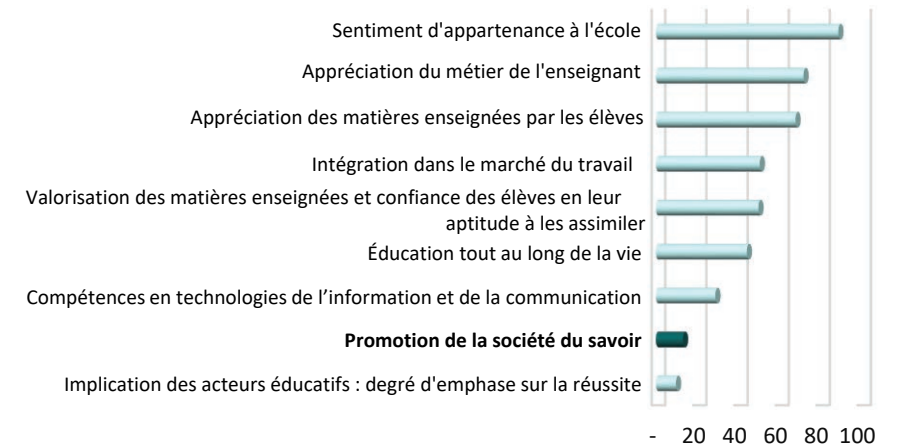 Sentiment d'appartenance à l'école
Appréciation du métier de l'enseignant
Appréciation des matières enseignées par les élèves
Intégration dans le marché du travail
Valorisation des matières enseignées et confiance des élèves en leur
aptitude à les assimiler
Éducation tout au long de la vie
Compétences en technologies de l’information et de la communication
Promotion de la société du savoir
Implication des acteurs éducatifs : degré d'emphase sur la réussite
- 20 40 60 80 100